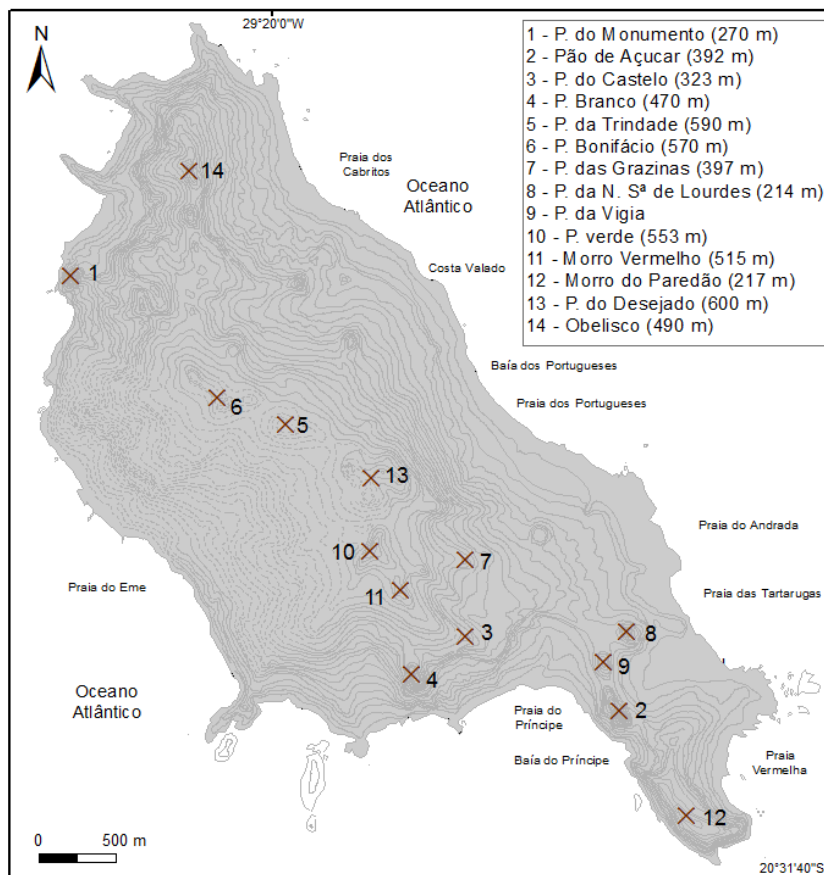 N
29°20'0"W
1 - P. do Monumento (270 m)
2 - Pão de Açucar (392 m)
3 - P. do Castelo (323 m)
4 - P. Branco (470 m)
5 - P. da Trindade (590 m)
6 - P. Bonifácio (570 m)
7 - P. das Grazinas (397 m)
8 - P. da N. Sª de Lourdes (214 m)
9 - P. da Vigia
10 - P. verde (553 m)
11 - Morro Vermelho (515 m)
12 - Morro do Paredão (217 m)
13 - P. do Desejado (600 m)
14 - Obelisco (490 m)
Praia dos
Cabritos
14
Oceano
Atlântico
1
Costa Valado
Baía dos Portugueses
6
Praia dos Portugueses
5
13
Praia do Andrada
10
7
Praia do Eme
11
Praia das Tartarugas
8
3
9
4
Oceano
Atlântico
Praia do
Príncipe
2
Baía do Príncipe
Praia
Vermelha
12
0 500 m
20°31'40"S